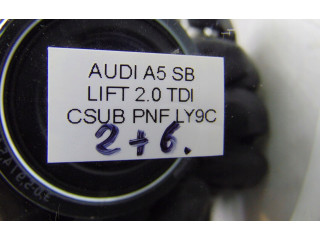 AUDI A5 SB
LIFT 2.0 TDI
CSUB PNF LY9C
2+6.